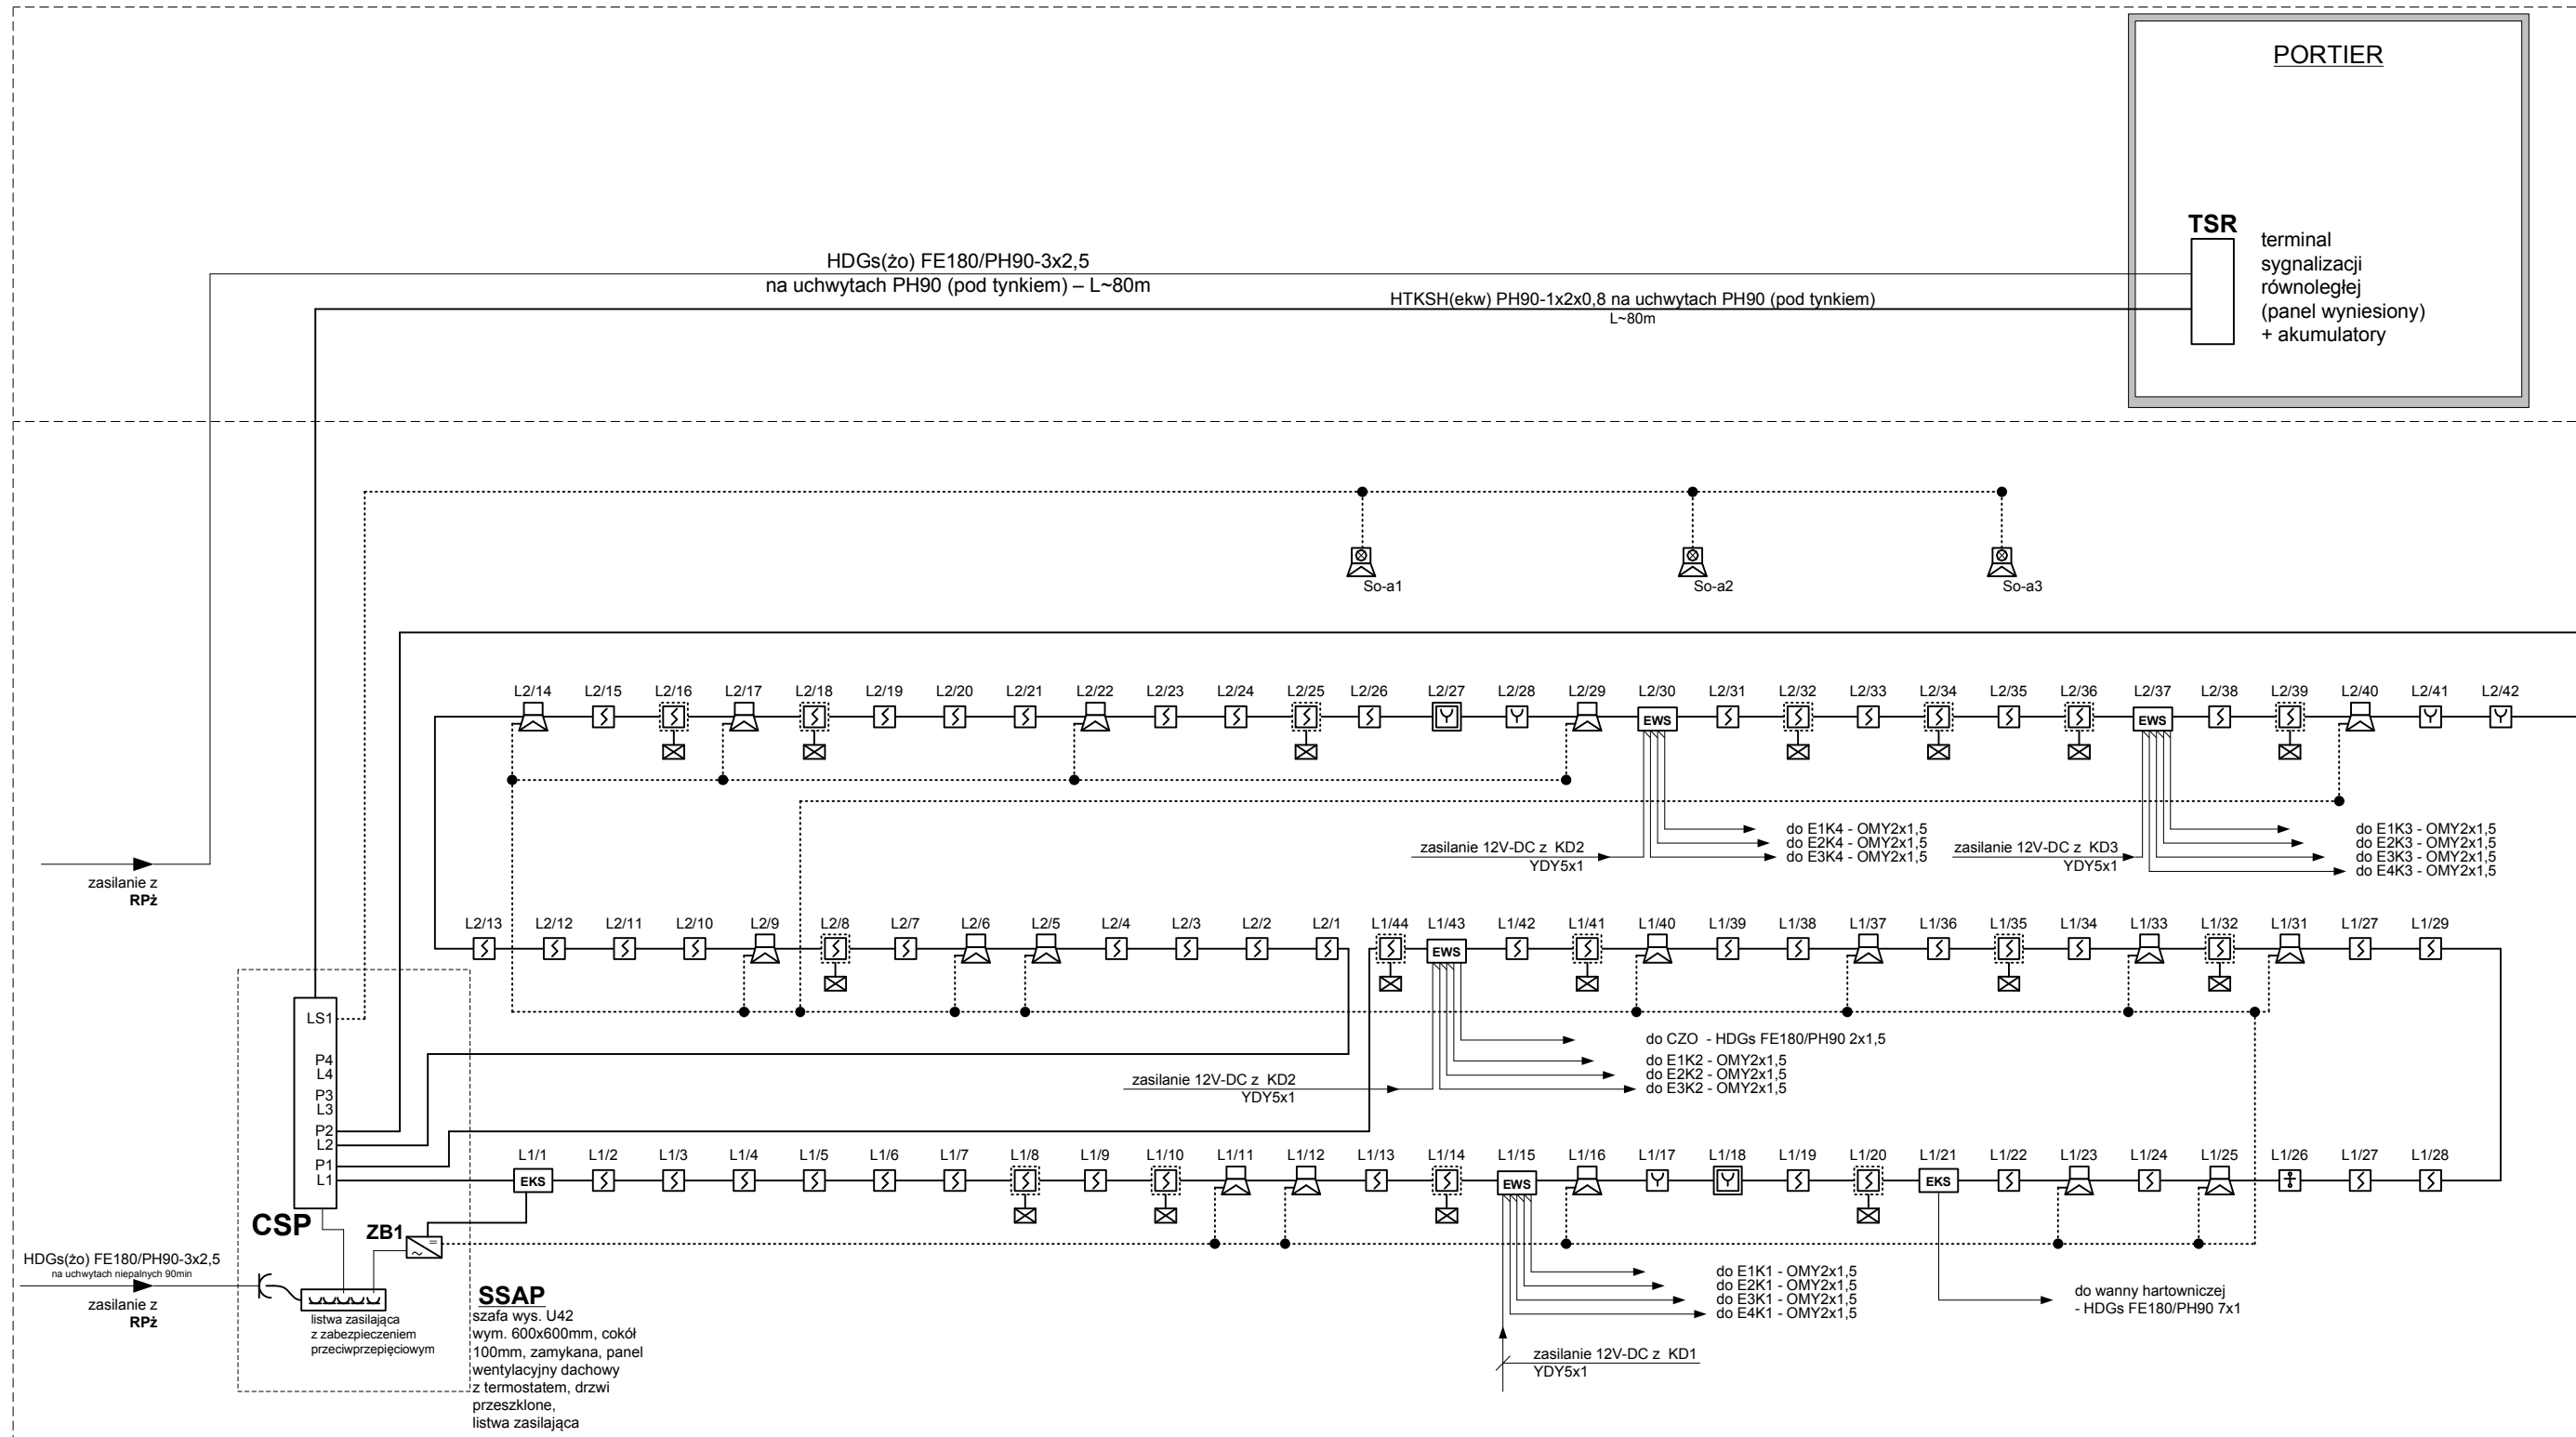 PORTIER
TSR
terminal
sygnalizacji
równoległej
(panel wyniesiony)
+ akumulatory
HDGs(żo) FE180/PH90-3x2,5
na uchwytach PH90 (pod tynkiem) – L~80m
HTKSH(ekw) PH90-1x2x0,8 na uchwytach PH90 (pod tynkiem)
L~80m
So-a1 So-a2 So-a3
L2/14 L2/15 L2/16 L2/17 L2/18 L2/19 L2/20 L2/21 L2/22 L2/23 L2/24 L2/25 L2/26 L2/27 L2/28 L2/29 L2/30 L2/31 L2/32 L2/33 L2/34 L2/35 L2/36 L2/37 L2/38 L2/39 L2/40 L2/41 L2/42
EWS EWS
zasilanie 12V-DC z KD2
YDY5x1
do E1K4 - OMY2x1,5
do E2K4 - OMY2x1,5
do E3K4 - OMY2x1,5
zasilanie 12V-DC z KD3
YDY5x1
do E1K3 - OMY2x1,5
do E2K3 - OMY2x1,5
do E3K3 - OMY2x1,5
do E4K3 - OMY2x1,5
zasilanie z
RPż
L2/13 L2/12 L2/11 L2/10 L2/9 L2/8 L2/7 L2/6 L2/5 L2/4 L2/3 L2/2 L2/1 L1/44 L1/43 L1/42 L1/41 L1/40 L1/39 L1/38 L1/37 L1/36 L1/35 L1/34 L1/33 L1/32 L1/31 L1/27 L1/29
EWS
do CZO - HDGs FE180/PH90 2x1,5
do E1K2 - OMY2x1,5
do E2K2 - OMY2x1,5
do E3K2 - OMY2x1,5
zasilanie 12V-DC z KD2
YDY5x1
LS1
P4
L4
P3
L3
P2
L2
P1
L1
CSP
ZB1
L1/1 L1/2 L1/3 L1/4 L1/5 L1/6 L1/7 L1/8 L1/9 L1/10 L1/11 L1/12 L1/13 L1/14 L1/15 L1/16 L1/17 L1/18 L1/19 L1/20 L1/21 L1/22 L1/23 L1/24 L1/25 L1/26 L1/27 L1/28
EKS EWS EKS
HDGs(żo) FE180/PH90-3x2,5
na uchwytach niepalnych 90min
zasilanie z
RPż
listwa zasilająca
z zabezpieczeniem
przeciwprzepięciowym
SSAP
szafa wys. U42
wym. 600x600mm, cokół
100mm, zamykana, panel
wentylacyjny dachowy
z termostatem, drzwi
przeszklone,
listwa zasilająca
do E1K1 - OMY2x1,5
do E2K1 - OMY2x1,5
do E3K1 - OMY2x1,5
do E4K1 - OMY2x1,5
zasilanie 12V-DC z KD1
YDY5x1
do wanny hartowniczej
- HDGs FE180/PH90 7x1